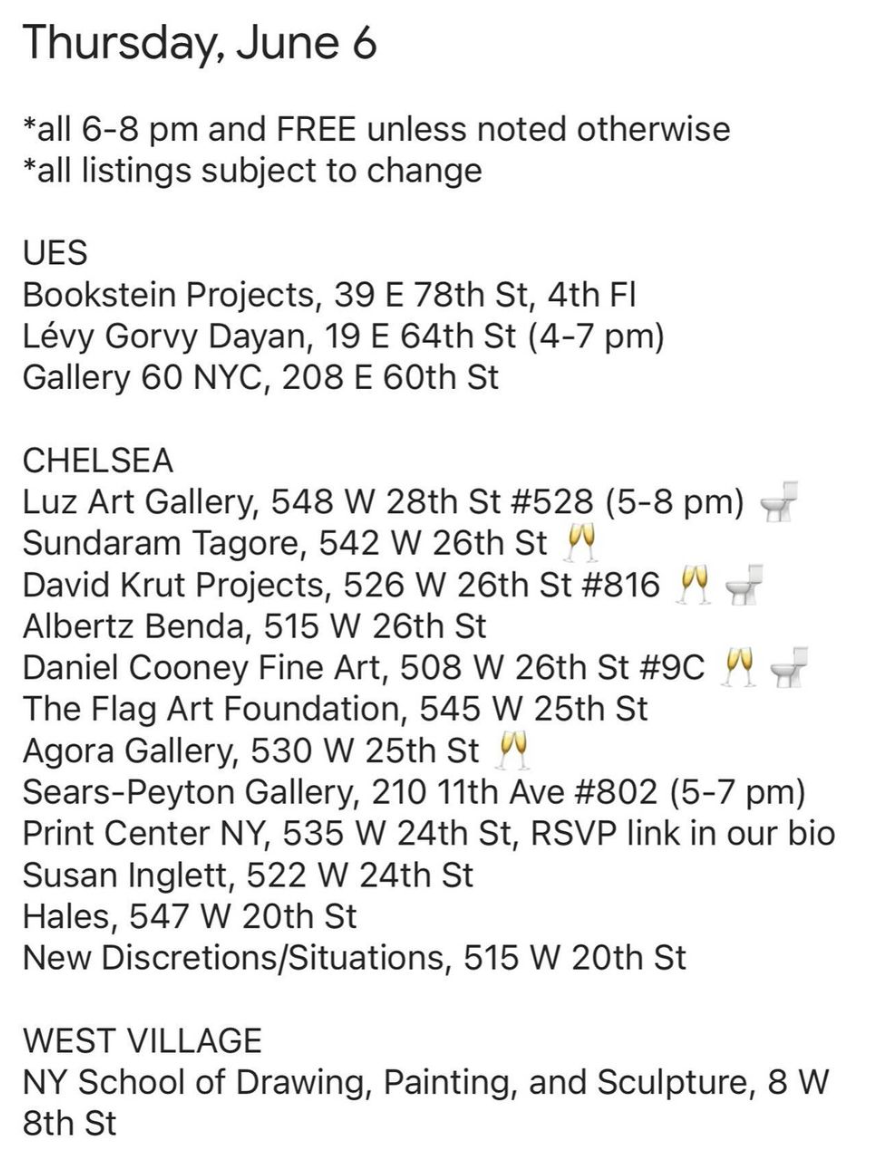 Thursday, June 6
*all 6-8 pm and FREE unless noted otherwise
*all listings subject to change
UES
Bookstein Projects, 39 E 78th St, 4th Fl
Lévy Gorvy Dayan, 19 E 64th St (4-7 pm)
Gallery 60 NYC, 208 E 60th St
CHELSEA
Luz Art Gallery, 548 W 28th St #528 (5-8 pm) 🚽
Sundaram Tagore, 542 W 26th St 🥂
David Krut Projects, 526 W 26th St #816 🥂 🚽
Albertz Benda, 515 W 26th St
Daniel Cooney Fine Art, 508 W 26th St #9C 🥂 🚽
The Flag Art Foundation, 545 W 25th St
Agora Gallery, 530 W 25th St 🥂
Sears-Peyton Gallery, 210 11th Ave #802 (5-7 pm)
Print Center NY, 535 W 24th St, RSVP link in our bio
Susan Inglett, 522 W 24th St
Hales, 547 W 20th St
New Discretions/Situations, 515 W 20th St
WEST VILLAGE
NY School of Drawing, Painting, and Sculpture, 8 W
8th St